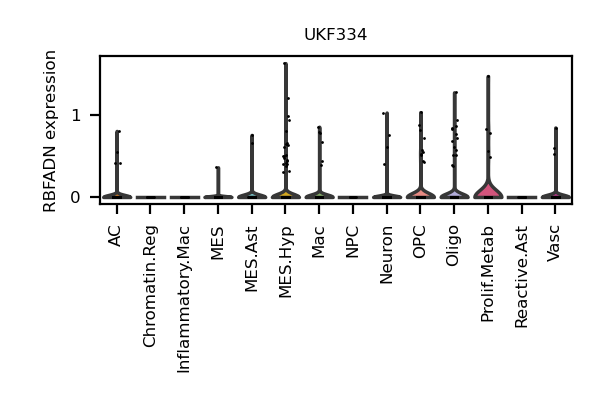 UKF334
RBFADN expression
1
0
AC
Chromatin.Reg
Inflammatory.Mac
MES
MES.Ast
MES.Hyp
Mac
NPC
Neuron
OPC
Oligo
Prolif.Metab
Reactive.Ast
Vasc